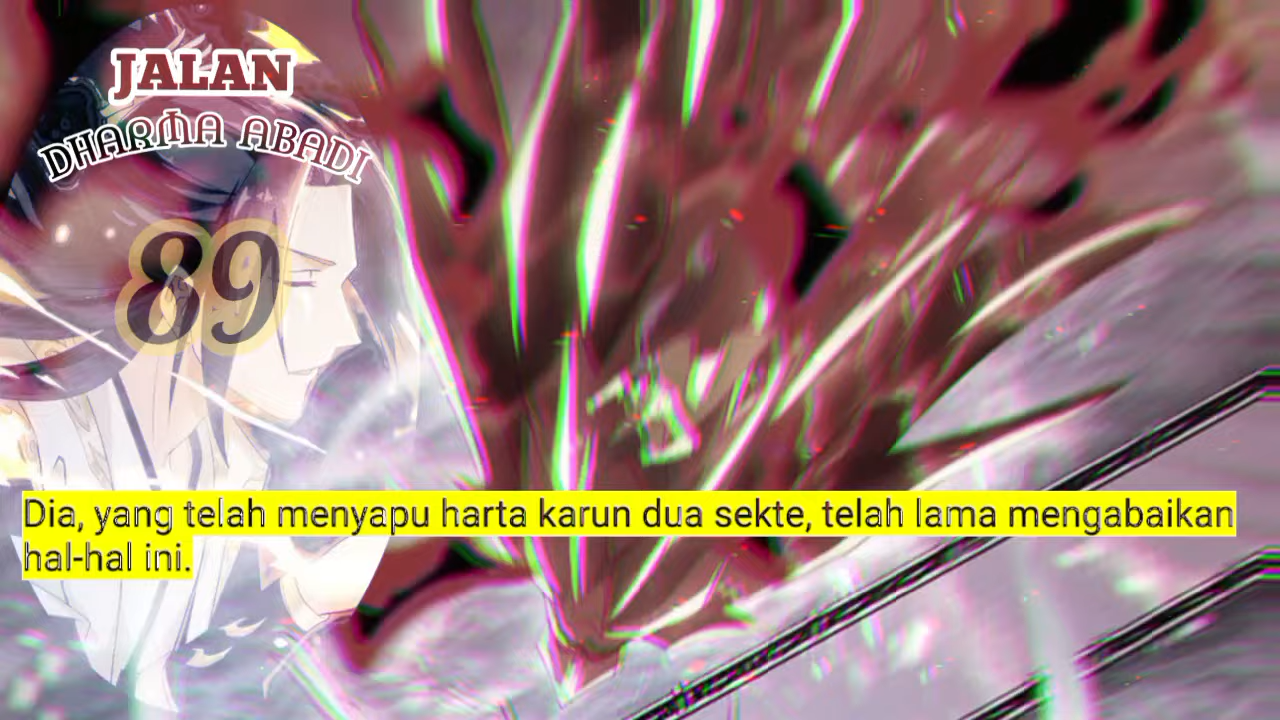 JALAN
DHARMA ABADI
89
Dia, yang telah menyapu harta karun dua sekte, telah lama mengabaikan
hal-hal ini.